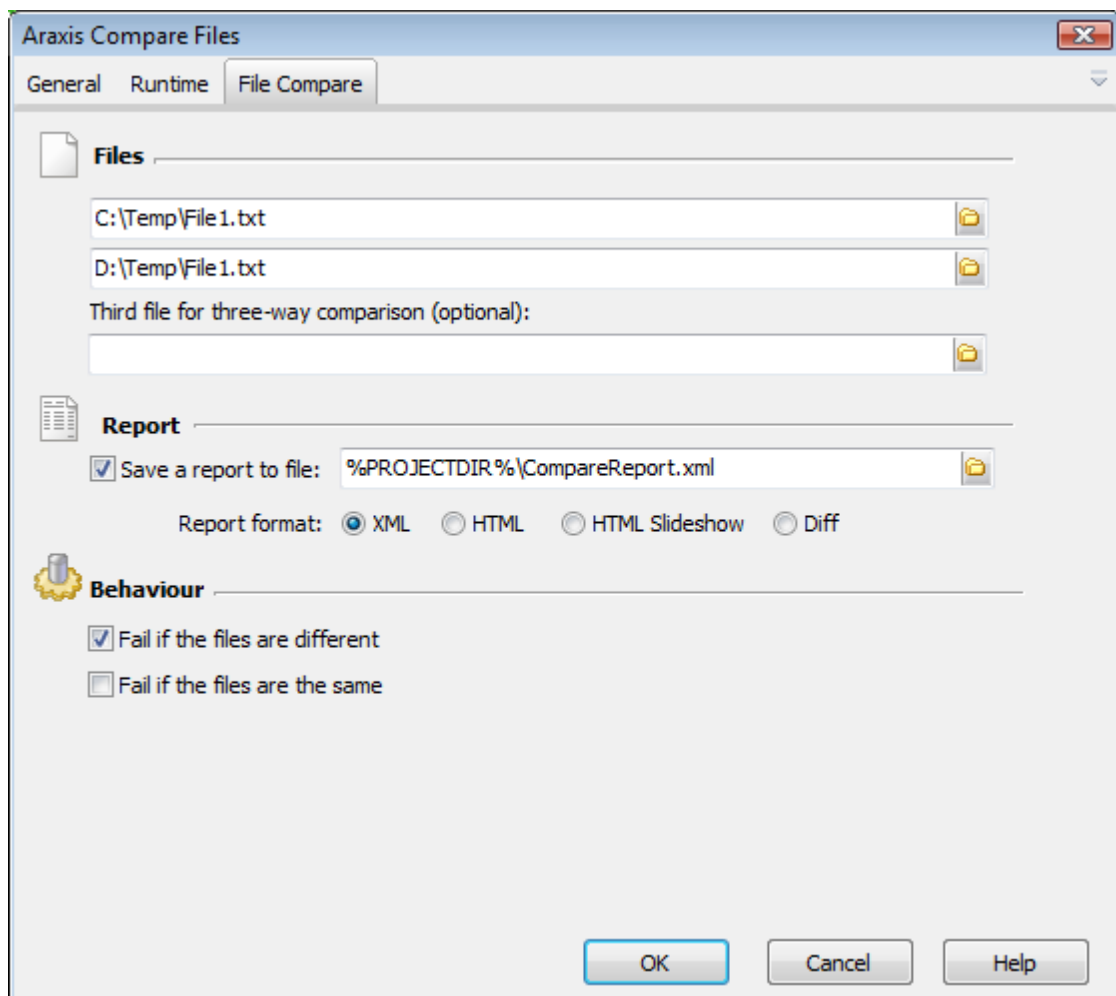 Araxis Compare Files
General Runtime File Compare
Files
C:\Temp\File1.txt
D:\Temp\File1.txt
Third file for three-way comparison (optional):
Report
Save a report to file: %PROJECTDIR%\CompareReport.xml
Report format: XML HTML HTML Slideshow Diff
Behaviour
Fail if the files are different
Fail if the files are the same
OK Cancel Help